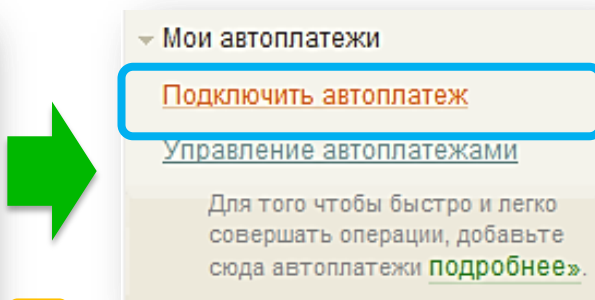 Мои автоплатежи
Подключить автоплатеж
Управление автоплатежами
Для того чтобы быстро и легко
совершать операции, добавьте
сюда автоплатежи подробнее».